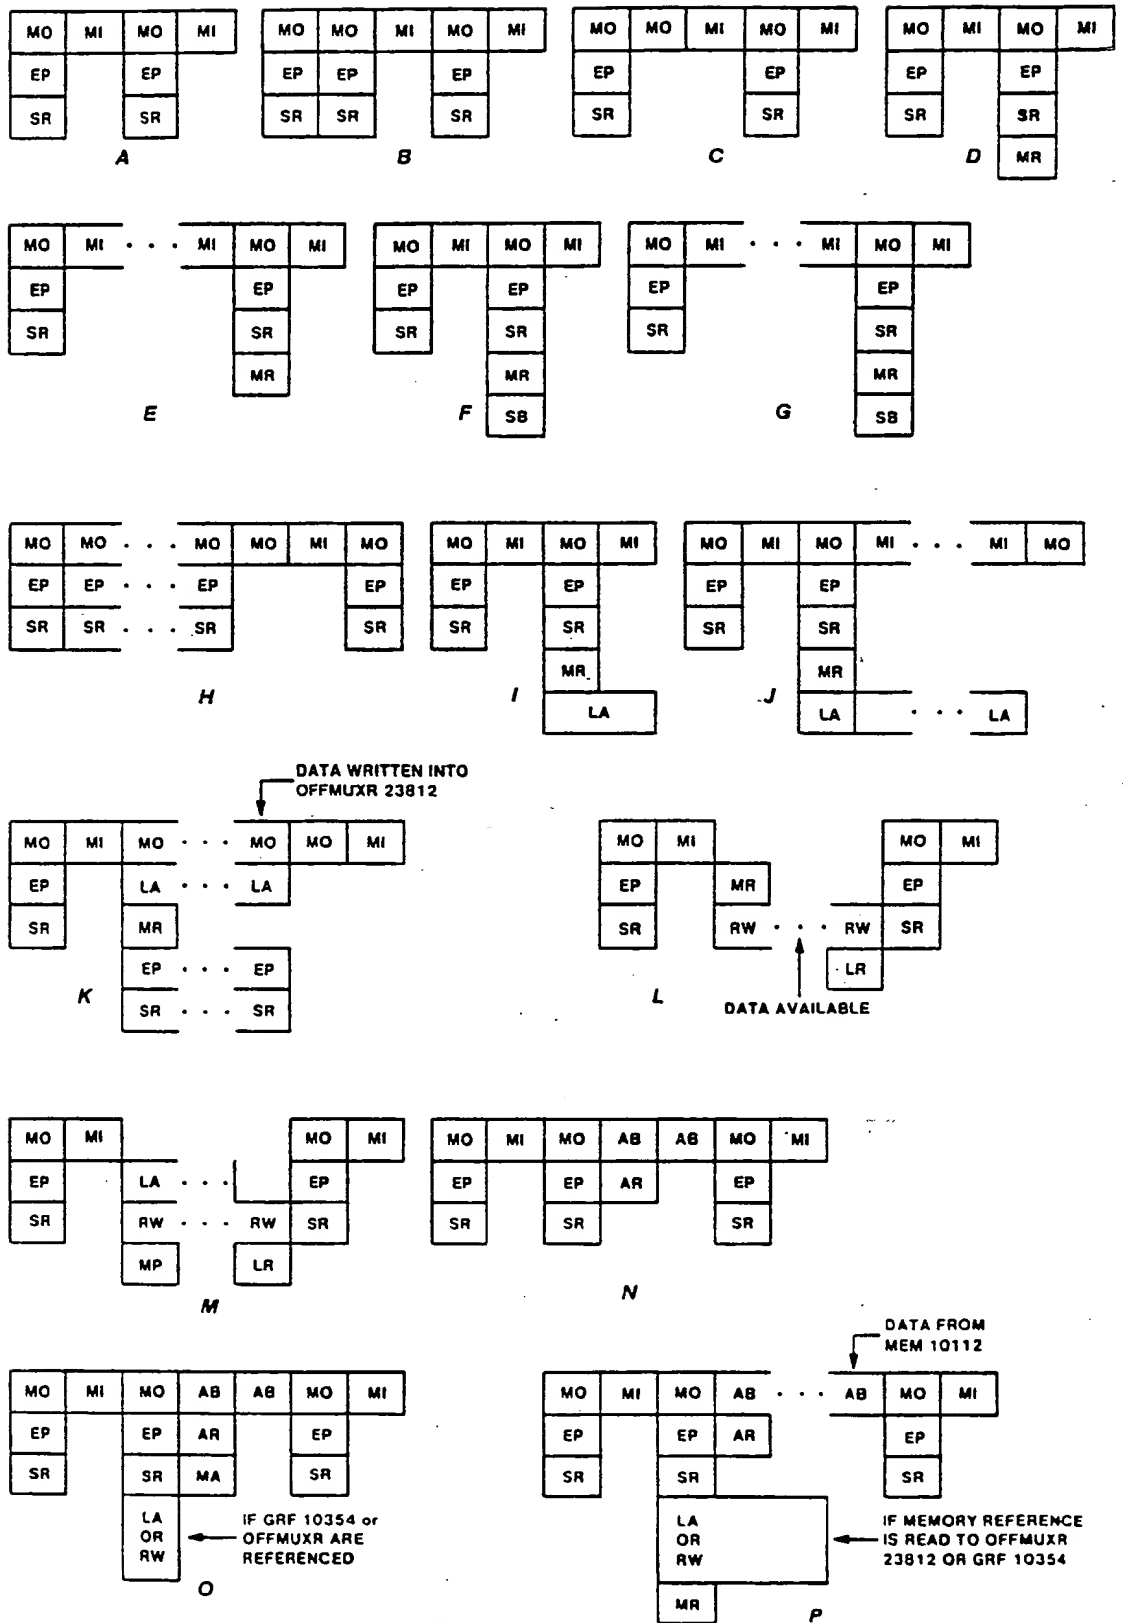 MO MI MO MI
EP EP
SR SR
A
MO MO MI MO MI
EP EP EP
SR SR SR
B
MO MO MI MO MI
EP EP
SR SR
C
MO MI MO MI
EP EP
SR SR
MR
D
MO MI · · · MI MO MI
EP EP
SR SR
MR
E
MO MI MO MI
EP EP
SR SR
MR
SB
F
MO MI · · · MI MO MI
EP EP
SR SR
MR
SB
G
MO MO · · · MO MO MI MO
EP EP · · · EP EP
SR SR · · · SR SR
H
MO MI MO MI
EP EP
SR SR
MR
LA
I
MO MI MO MI · · · MI MO
EP EP
SR SR
MR
LA · · · LA
J
DATA WRITTEN INTO
OFFMUXR 23812
MO MI MO · · · MO MO MI
EP LA · · · LA
SR MR
EP · · · EP
SR · · · SR
K
MO MI MO MI
EP MR EP
SR RW · · · RW SR
LR
DATA AVAILABLE
L
MO MI MO MI
EP LA · · · EP
SR RW · · · RW SR
MP LR
M
MO MI MO AB AB MO MI
EP EP AR EP
SR SR SR
N
MO MI MO AB AB MO MI
EP EP AR EP
SR SR MA SR
LA
OR
RW
IF GRF 10354 or
OFFMUXR ARE
REFERENCED
O
DATA FROM
MEM 10112
MO MI MO AB · · · AB MO MI
EP EP AR EP
SR SR SR
LA
OR
RW
MR
IF MEMORY REFERENCE
IS READ TO OFFMUXR
23812 OR GRF 10354
P